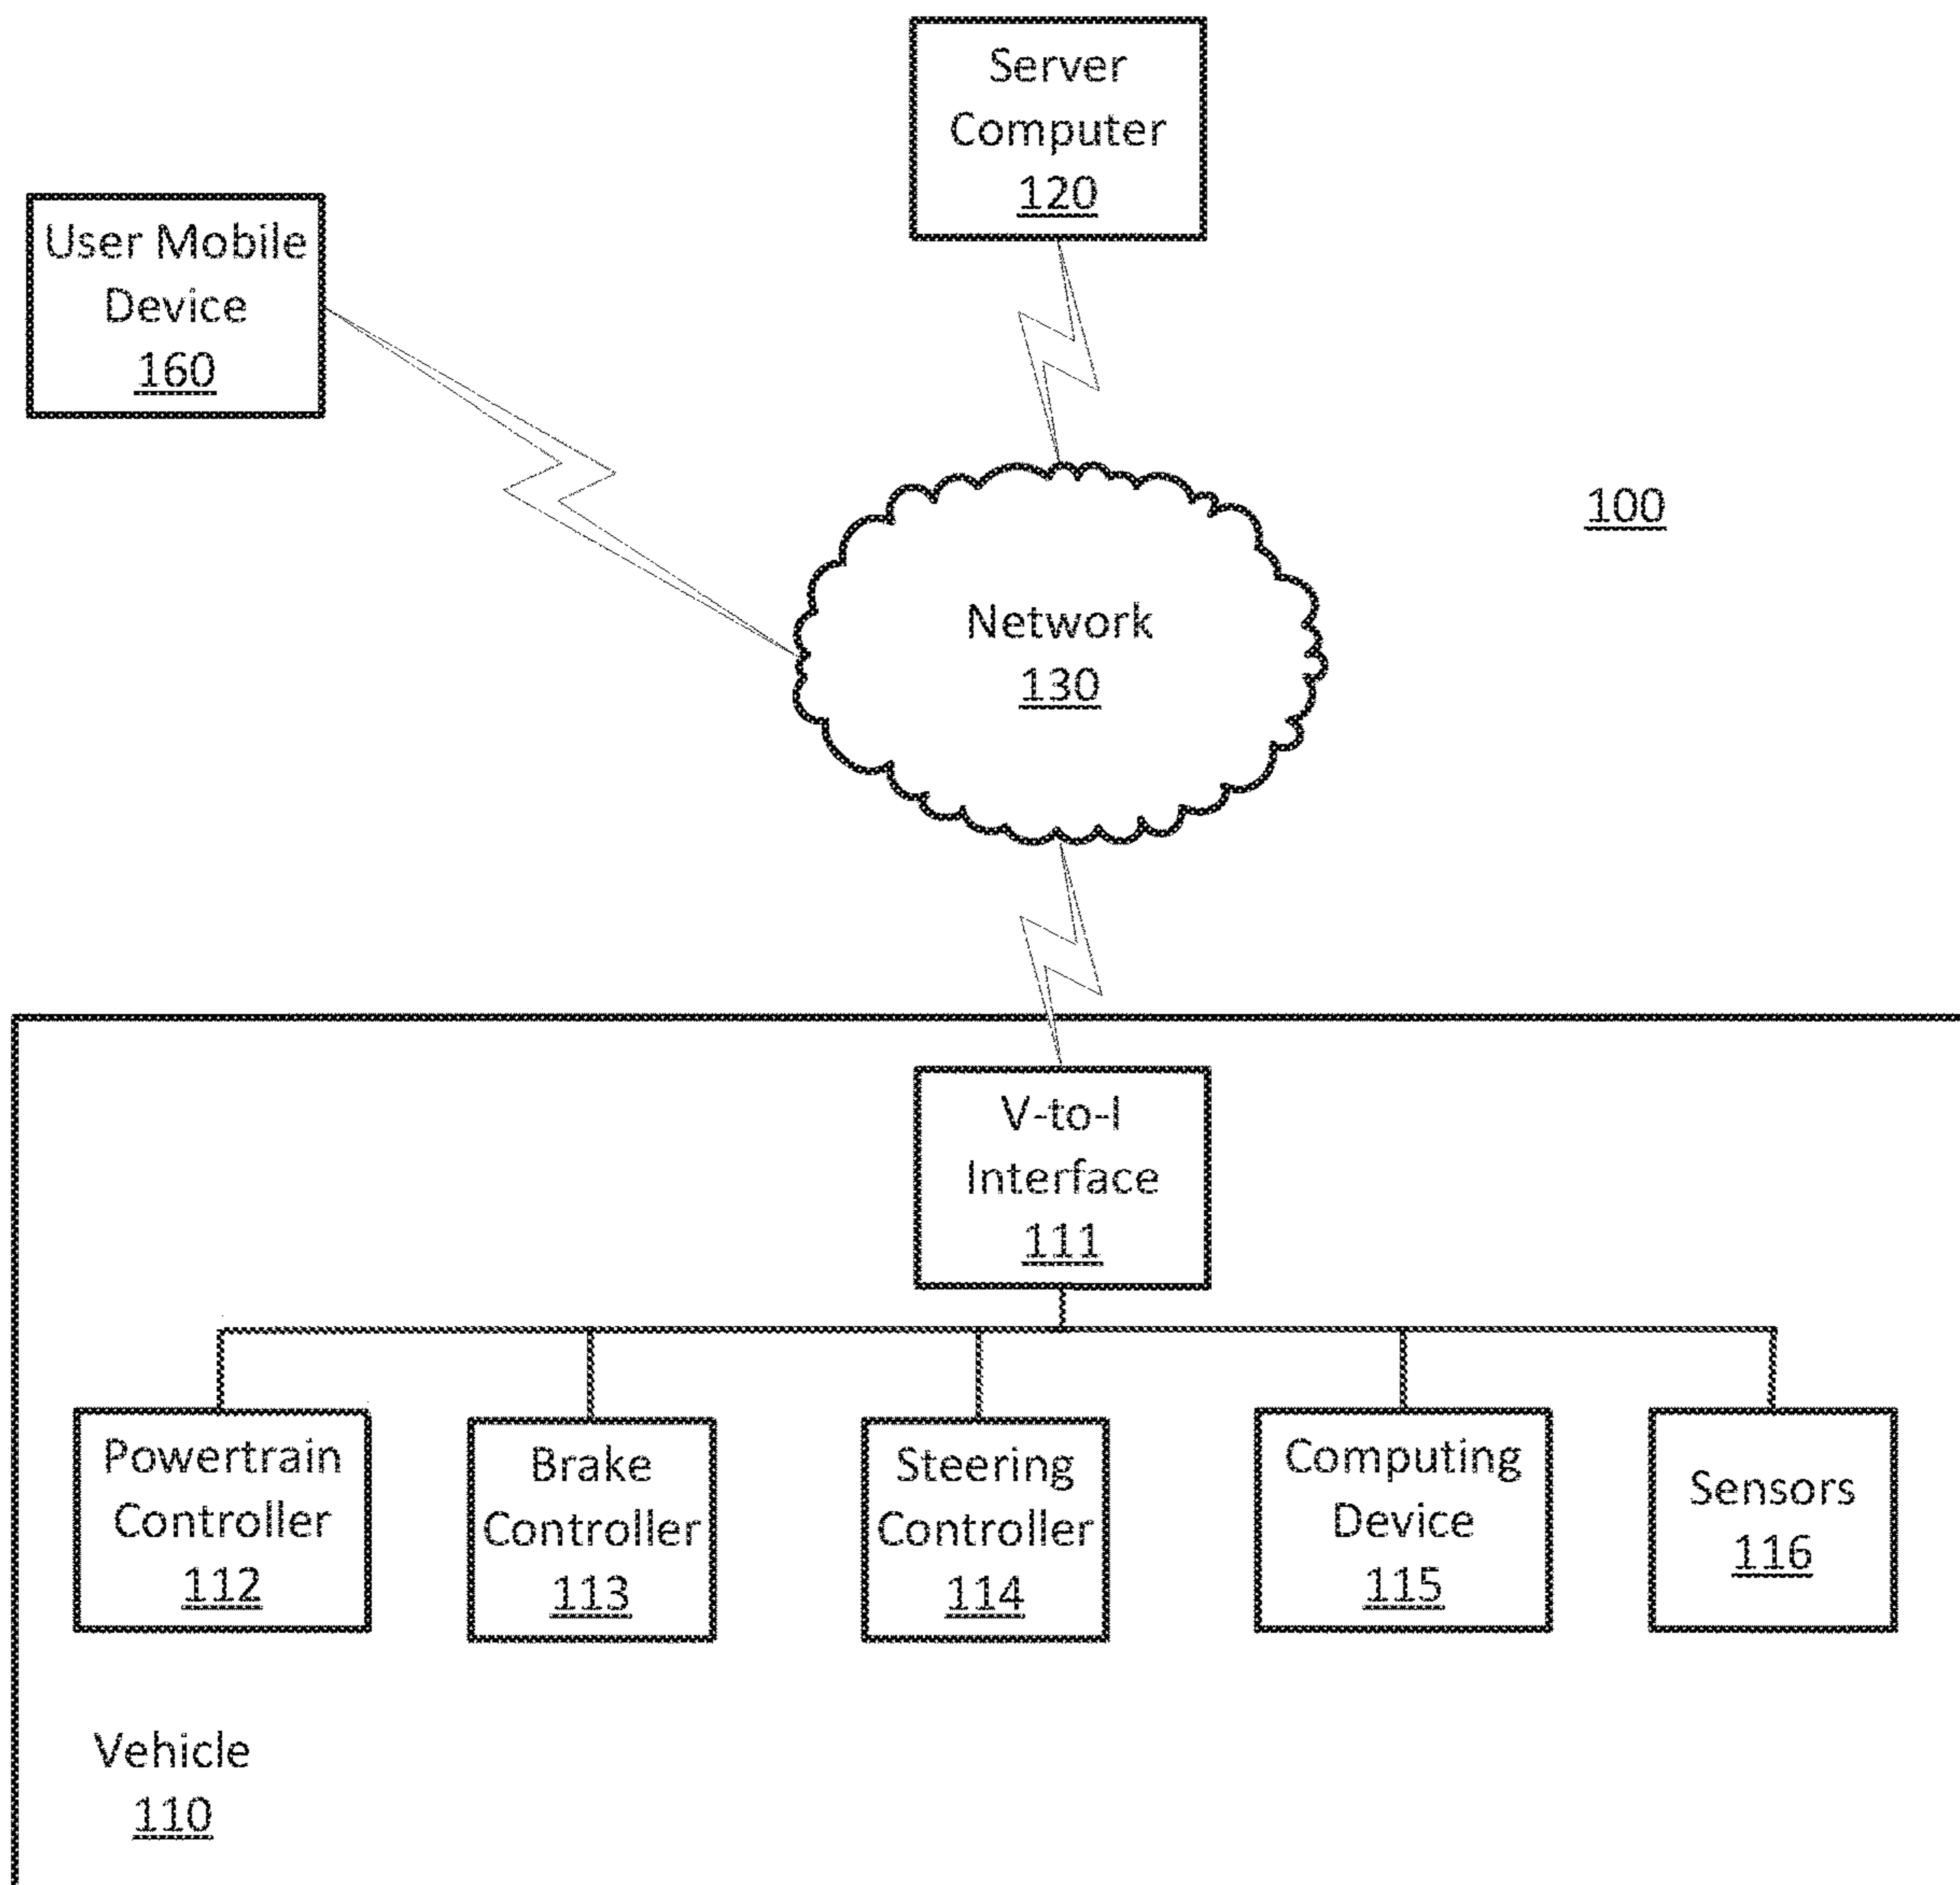 Server
Computer
120
User Mobile
Device
160
100
Network
130
V-to-I
Interface
111
Powertrain
Controller
112
Brake
Controller
113
Steering
Controller
114
Computing
Device
115
Sensors
116
Vehicle
110